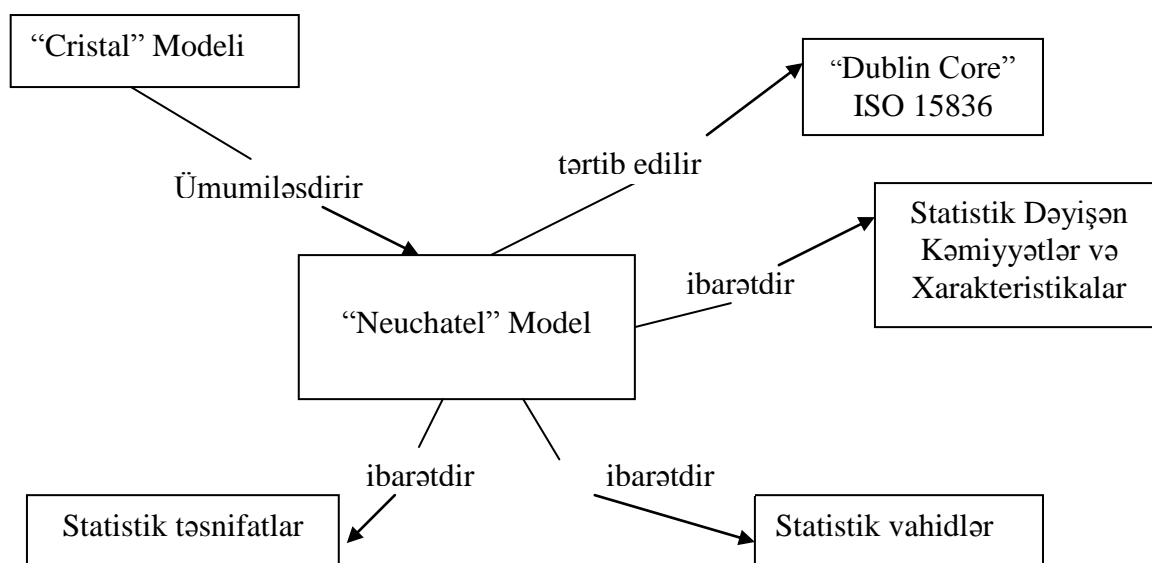 “Cristal” Modeli
“Dublin Core”
ISO 15836
tərtib edilir
Ümumiləsdirir
Statistik Dəyişən
Kəmiyyətlər və
Xarakteristikalar
ibarətdir
“Neuchatel” Model
ibarətdir
ibarətdir
Statistik təsnifatlar
Statistik vahidlər